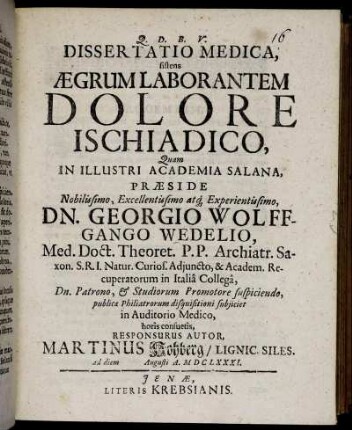 16
Q. D. B. V.
DISSERTATIO MEDICA,
sistens
ÆGRUM LABORANTEM
DOLORE
ISCHIADICO,
Quam
IN ILLUSTRI ACADEMIA SALANA,
PRÆSIDE
Nobilissimo, Excellentissimo atq; Experientissimo,
DN. GEORGIO WOLFF-
GANGO WEDELIO,
Med. Doct. Theoret. P.P. Archiatr. Sa-
xon. S.R.I. Natur. Curios. Adjuncto, & Academ. Re-
cuperatorum in Italiâ Collegâ,
Dn. Patrono, & Studiorum Promotore suspiciendo,
publicæ Philiatrorum disquisitioni subjiciet
in Auditorio Medico,
horis consuetis,
RESPONSURUS AUTOR,
MARTINUS Nohberg / LIGNIC. SILES.
Ad diem Augusti A. MDCLXXXI.
JENÆ,
LITERIS KREBSIANIS.